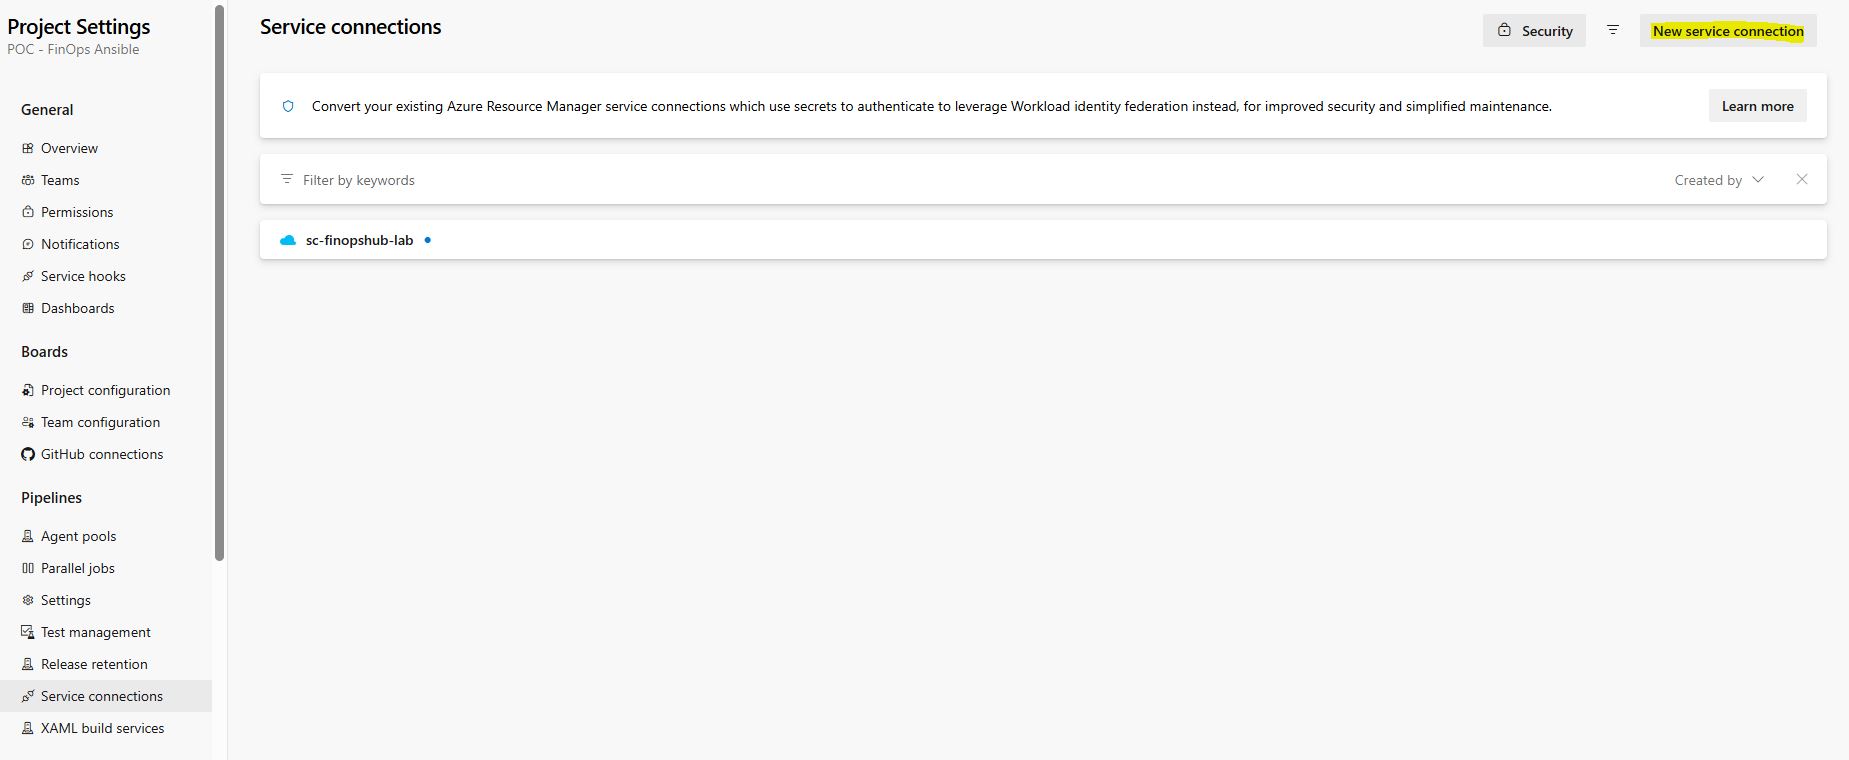 Project Settings
POC - FinOps Ansible
General
Overview
Teams
Permissions
Notifications
Service hooks
Dashboards
Boards
Project configuration
Team configuration
GitHub connections
Pipelines
Agent pools
Parallel jobs
Settings
Test management
Release retention
Service connections
XAML build services
Service connections
Security
New service connection
Convert your existing Azure Resource Manager service connections which use secrets to authenticate to leverage Workload identity federation instead, for improved security and simplified maintenance.
Learn more
Filter by keywords
Created by
sc-finopshub-lab